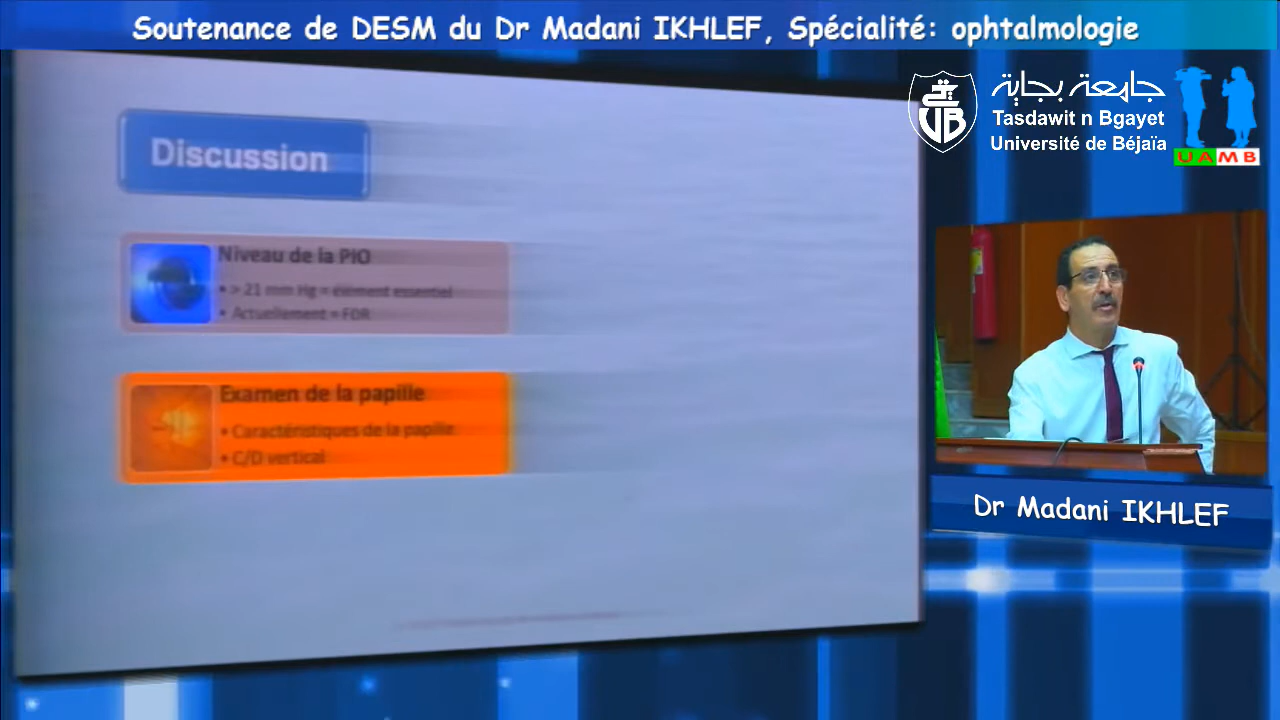 Soutenance de DESM du Dr Madani IKHLEF, Spécialité: ophtalmologie
جامعة بجاية
Tasdawit n Bgayet
Université de Béjaïa
UB
UAMB
Discussion
Niveau de la PIO
• > 21 mm Hg = élément essentiel
• Actuellement = FDR
Examen de la papille
• Caractéristiques de la papille
• C/D vertical
Dr Madani IKHLEF